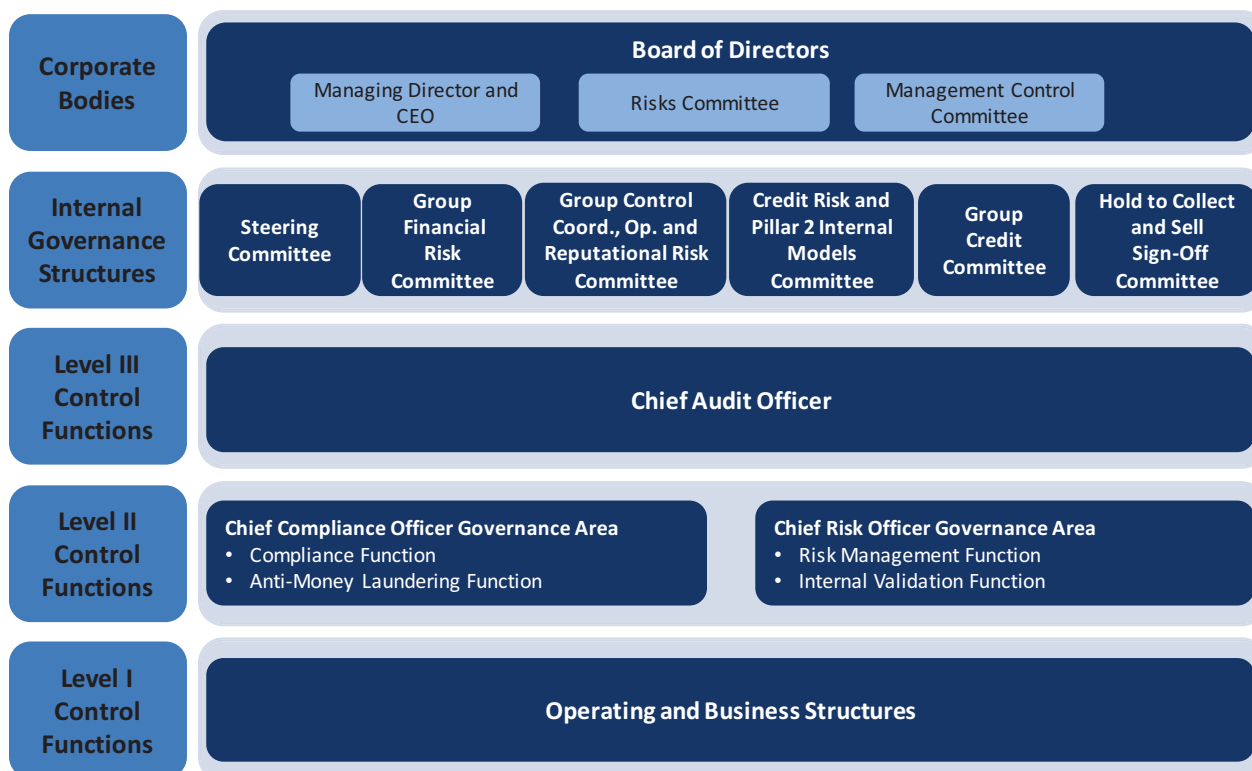 Corporate
Bodies
Board of Directors
Managing Director and
CEO
Risks Committee
Management Control
Committee
Internal
Governance
Structures
Steering
Committee
Group
Financial
Risk
Committee
Group Control
Coord., Op. and
Reputational Risk
Committee
Credit Risk and
Pillar 2 Internal
Models
Committee
Group
Credit
Committee
Hold to Collect
and Sell
Sign-Off
Committee
Level III
Control
Functions
Chief Audit Officer
Level II
Control
Functions
Chief Compliance Officer Governance Area
• Compliance Function
• Anti-Money Laundering Function
Chief Risk Officer Governance Area
• Risk Management Function
• Internal Validation Function
Level I
Control
Functions
Operating and Business Structures